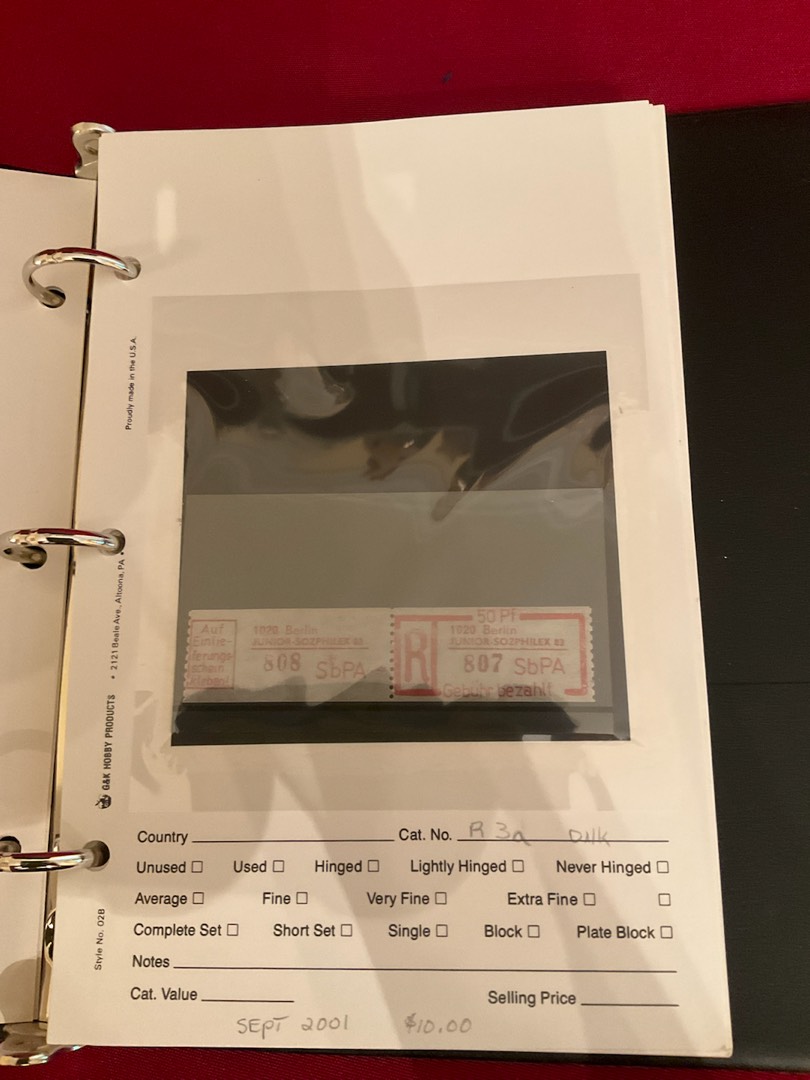 Proudly made in the U.S.A.
G&K HOBBY PRODUCTS • 2121 Beale Ave., Altoona, PA •
Style No. 02B
Auf
Einlie-
ferungs-
schein
kleben!
1020 Berlin
JUNIOR-SOZPHILEX 83
808 SbPA
50 Pf
R
1020 Berlin
JUNIOR-SOZPHILEX 83
807 SbPA
Gebühr bezahlt
Country Cat. No. R 3a
Unused Used Hinged Lightly Hinged Never Hinged
Average Fine Very Fine Extra Fine
Complete Set Short Set Single Block Plate Block
Notes
Cat. Value Selling Price
SEPT 2001 $10.00